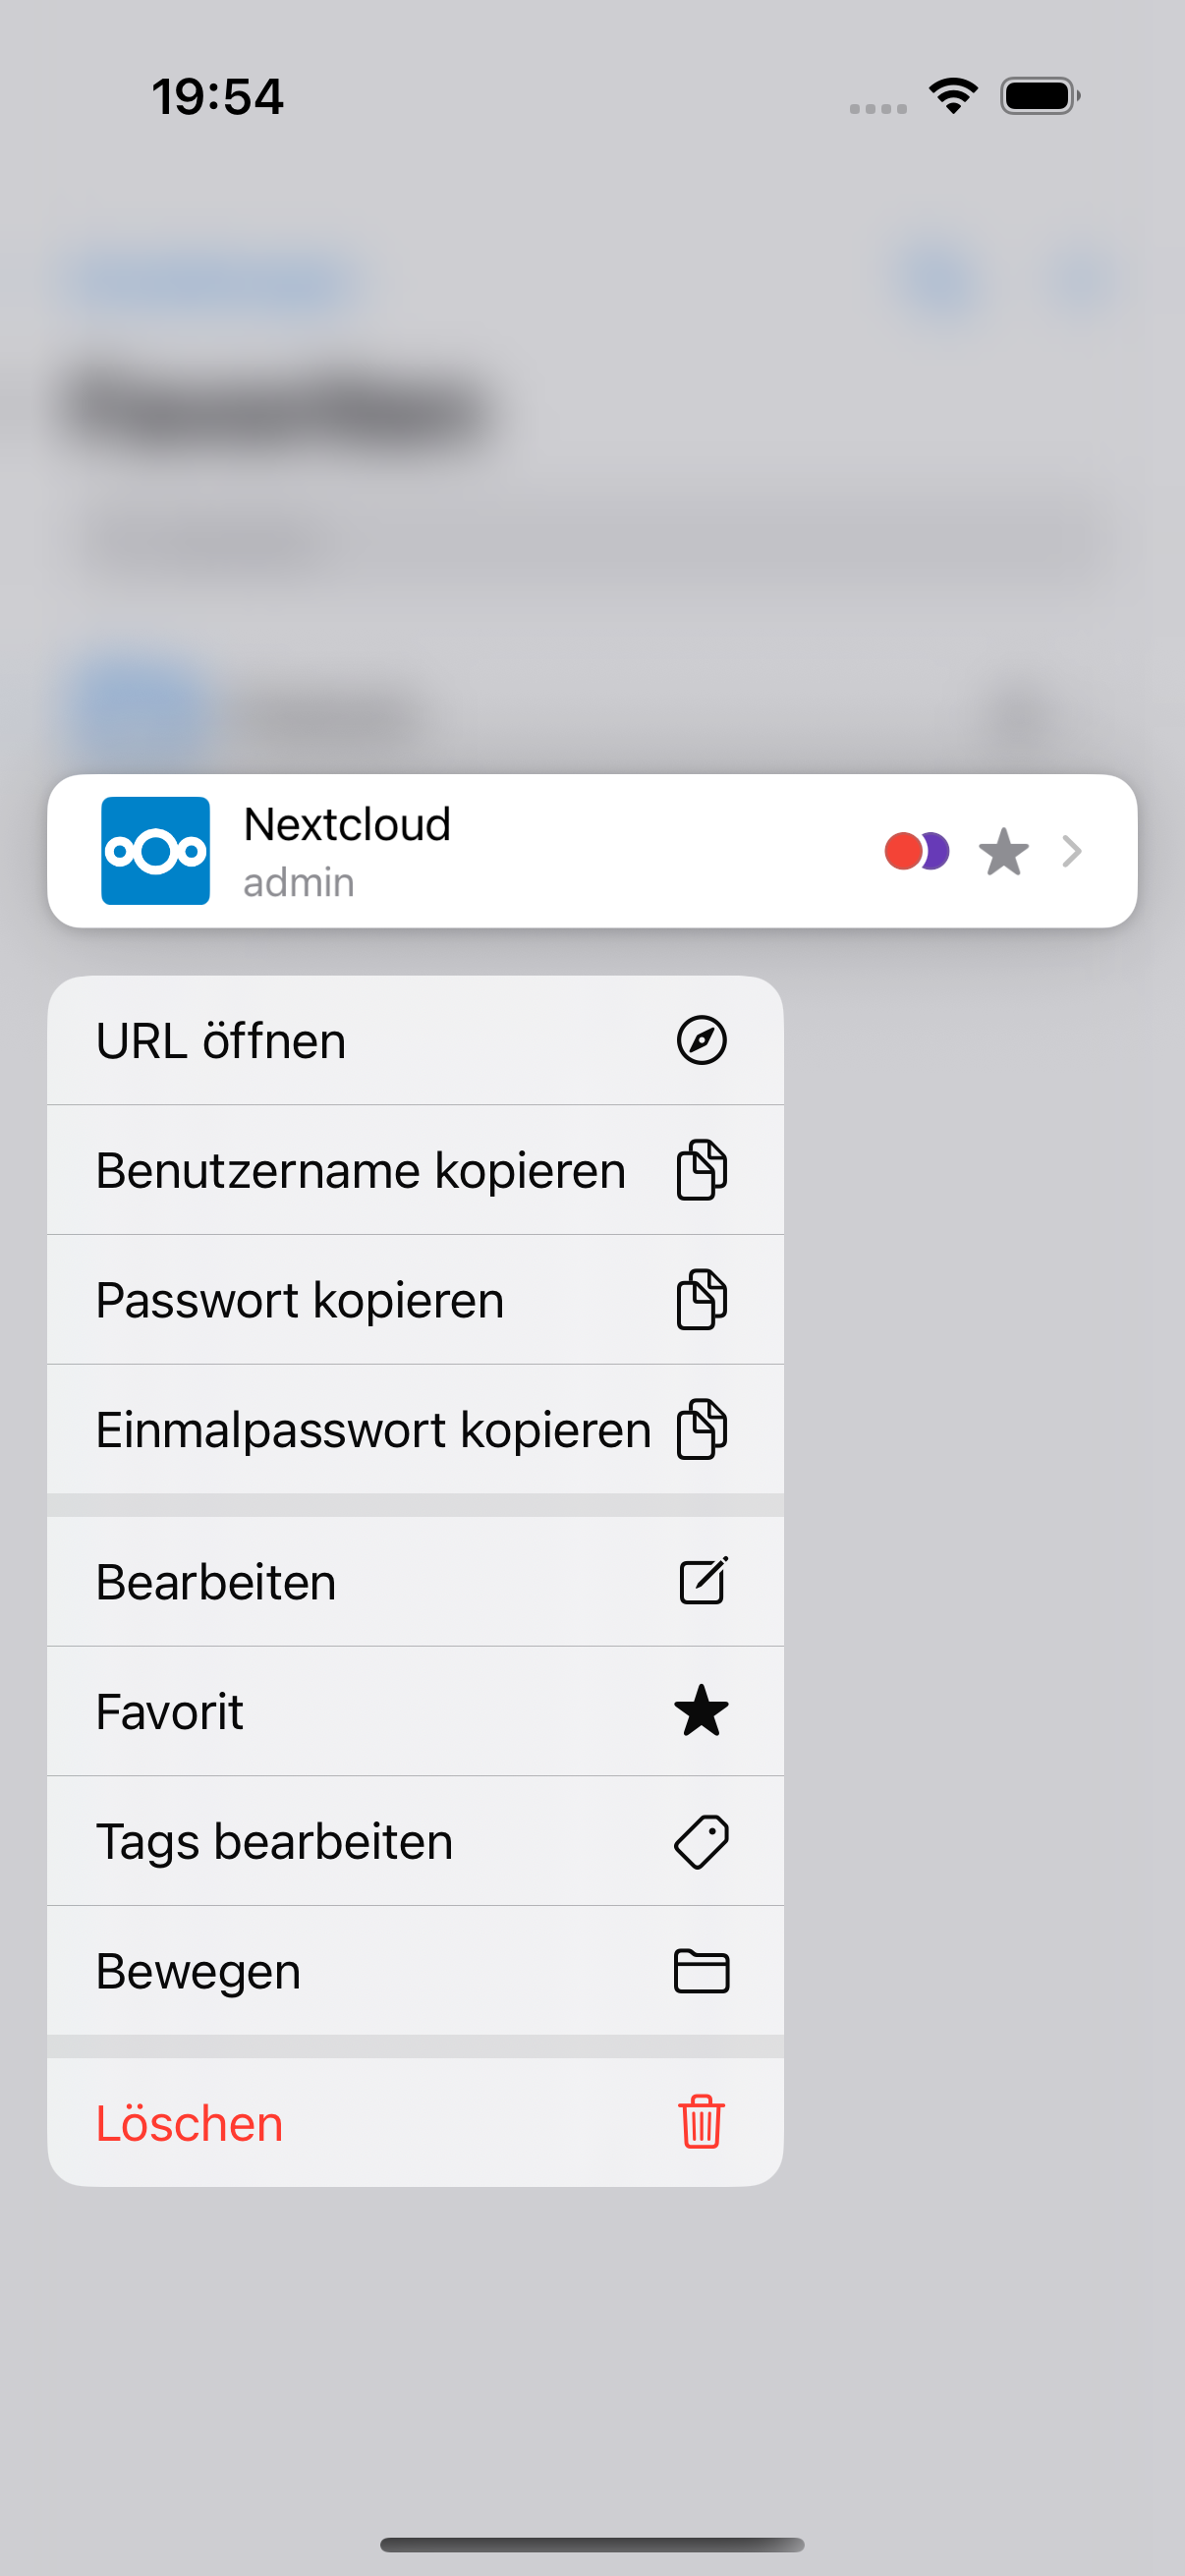 19:54
Nextcloud
admin
URL öffnen
Benutzername kopieren
Passwort kopieren
Einmalpasswort kopieren
Bearbeiten
Favorit
Tags bearbeiten
Bewegen
Löschen